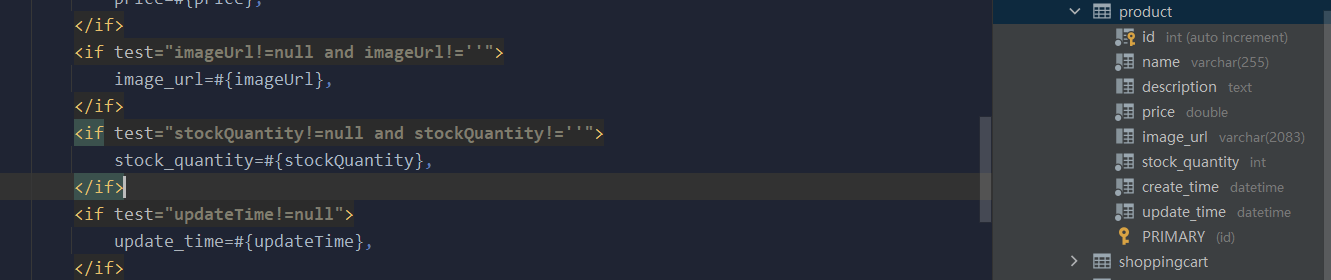 price=#{price},
</if>
<if test="imageUrl!=null and imageUrl!=''">
image_url=#{imageUrl},
</if>
<if test="stockQuantity!=null and stockQuantity!=''">
stock_quantity=#{stockQuantity},
</if>
<if test="updateTime!=null">
update_time=#{updateTime},
</if>
product
id int (auto increment)
name varchar(255)
description text
price double
image_url varchar(2083)
stock_quantity int
create_time datetime
update_time datetime
PRIMARY (id)
shoppingcart